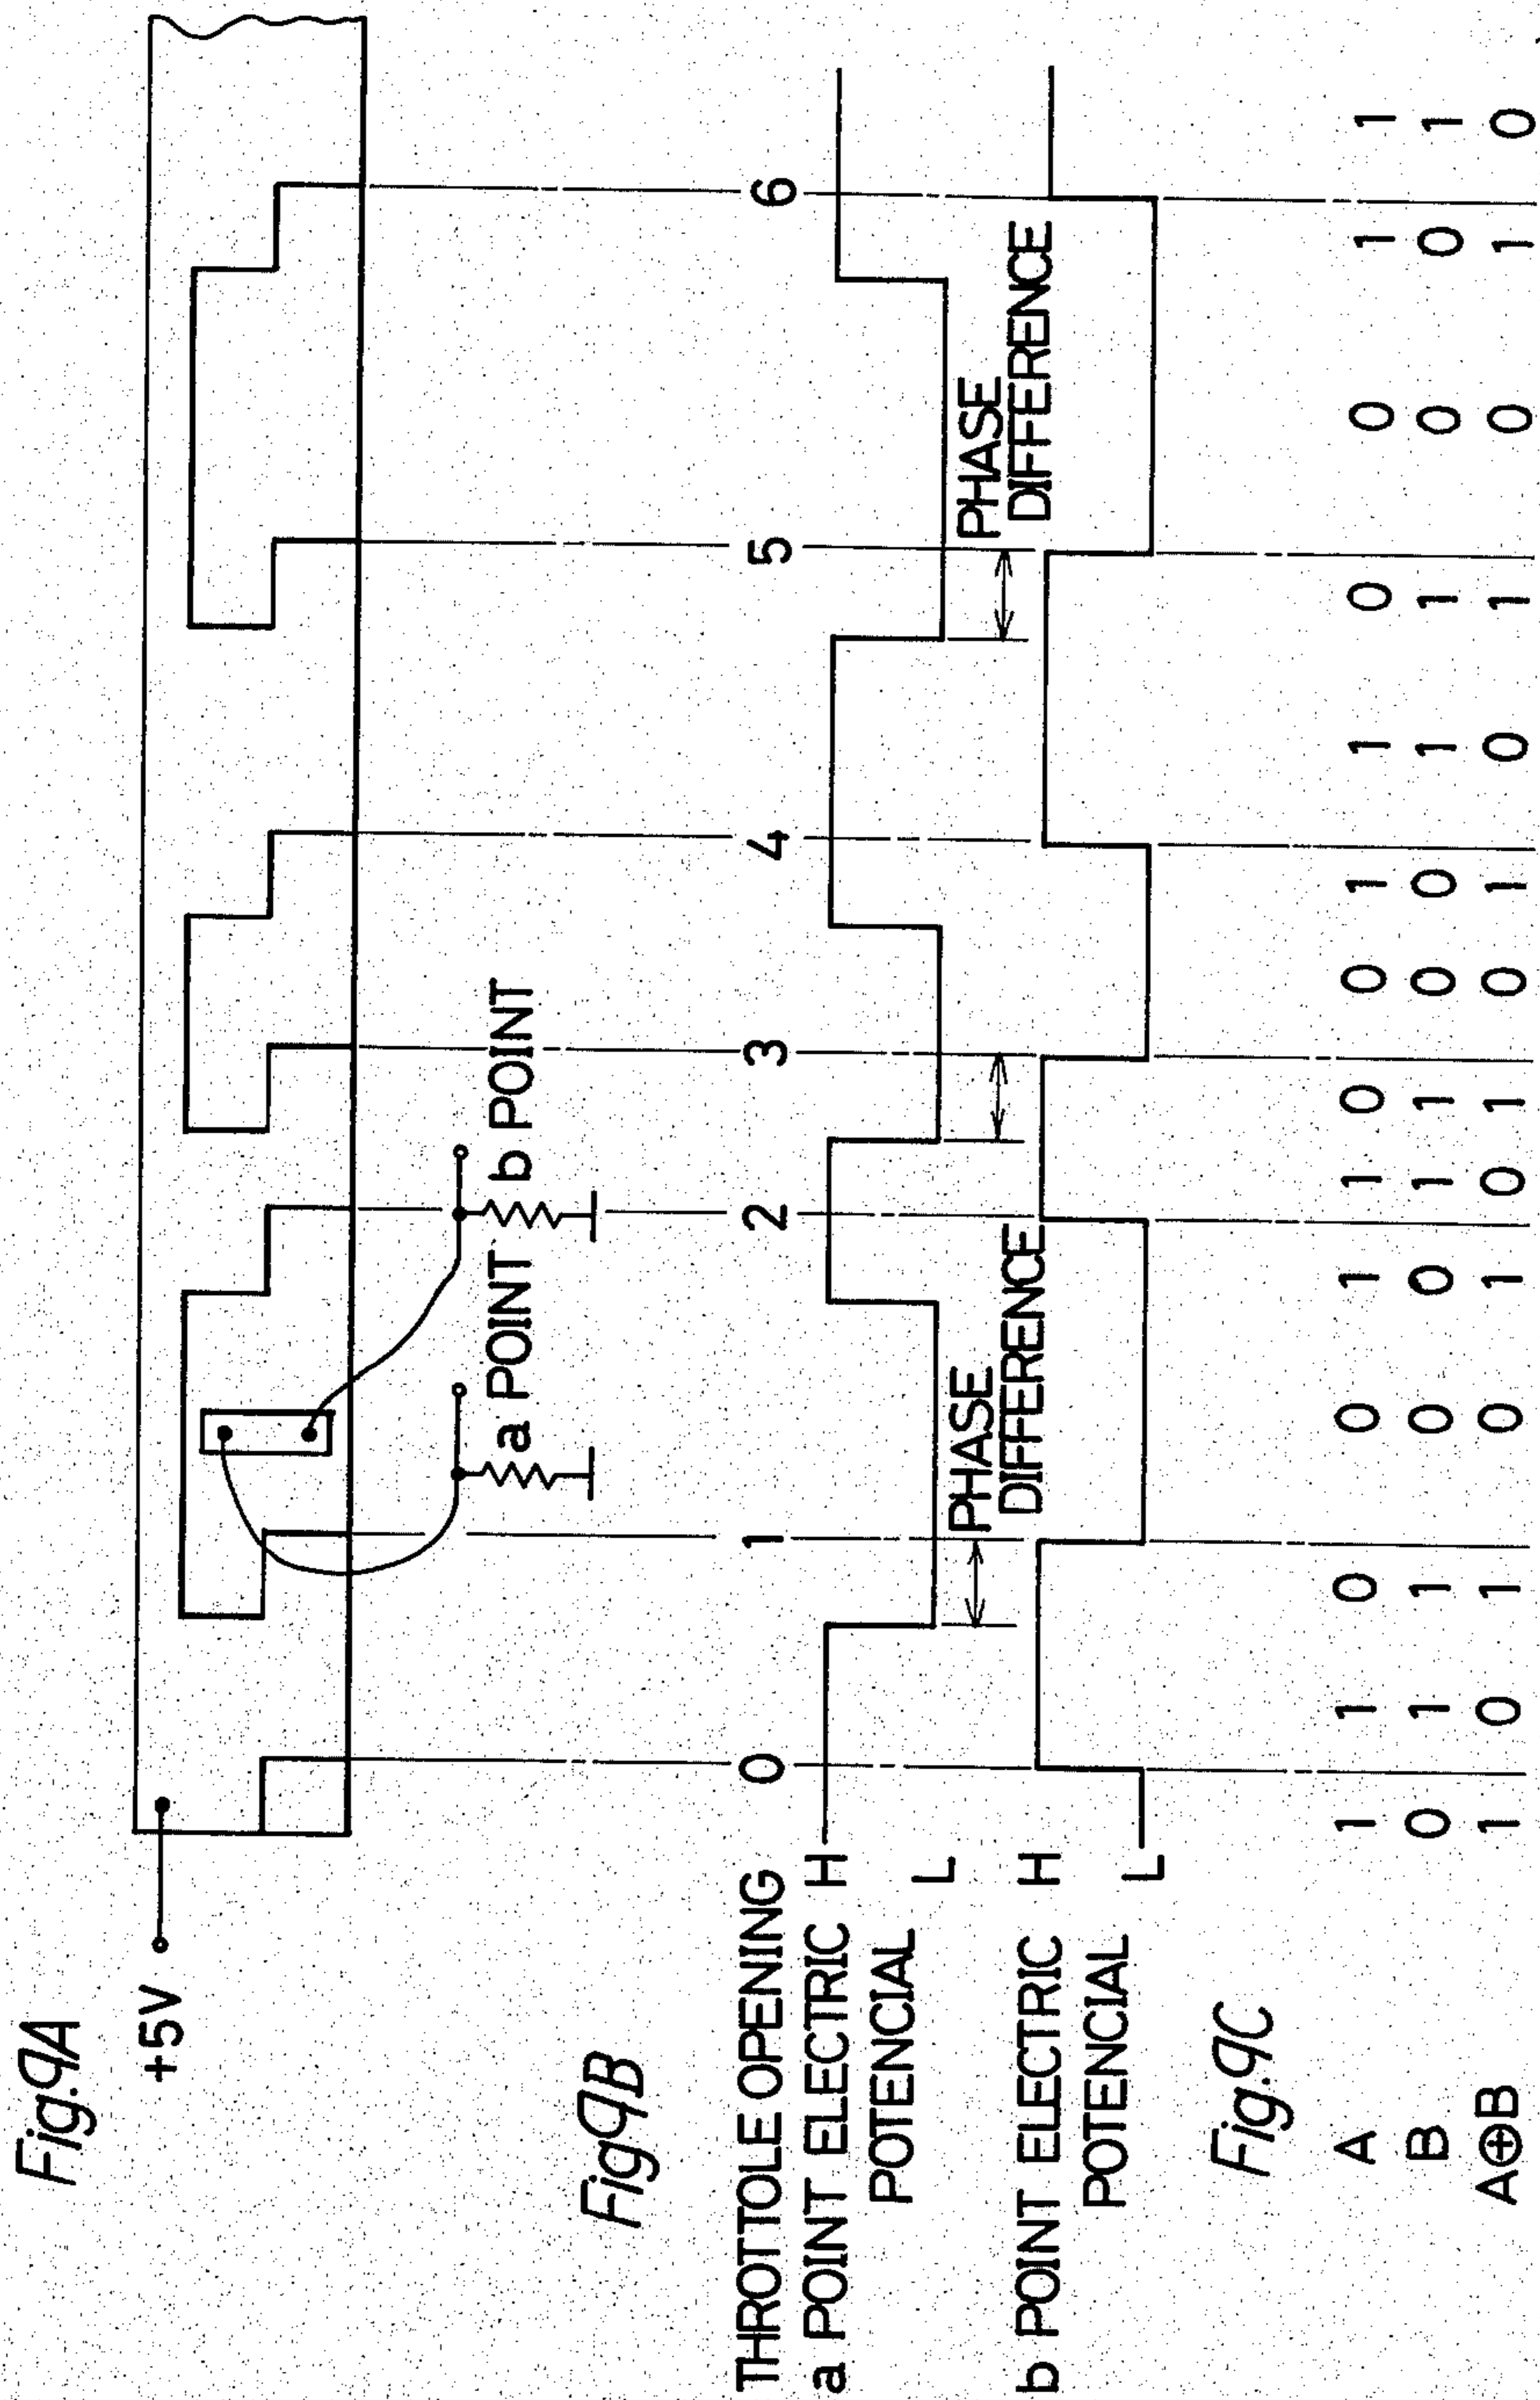 Fig.9A
+5V
a POINT
b POINT
Fig9B
THROTTOLE OPENING 0 1 2 3 4 5 6
a POINT ELECTRIC H
POTENCIAL L
PHASE
DIFFERENCE
PHASE
DIFFERENCE
b POINT ELECTRIC H
POTENCIAL L
Fig.9C
A 1 1 0 0 1 1 0 0 1 1 0 0 1 1
B 0 1 1 0 0 1 1 0 0 1 1 0 0 1
A⊕B 1 0 1 0 1 0 1 0 1 0 1 0 1 0